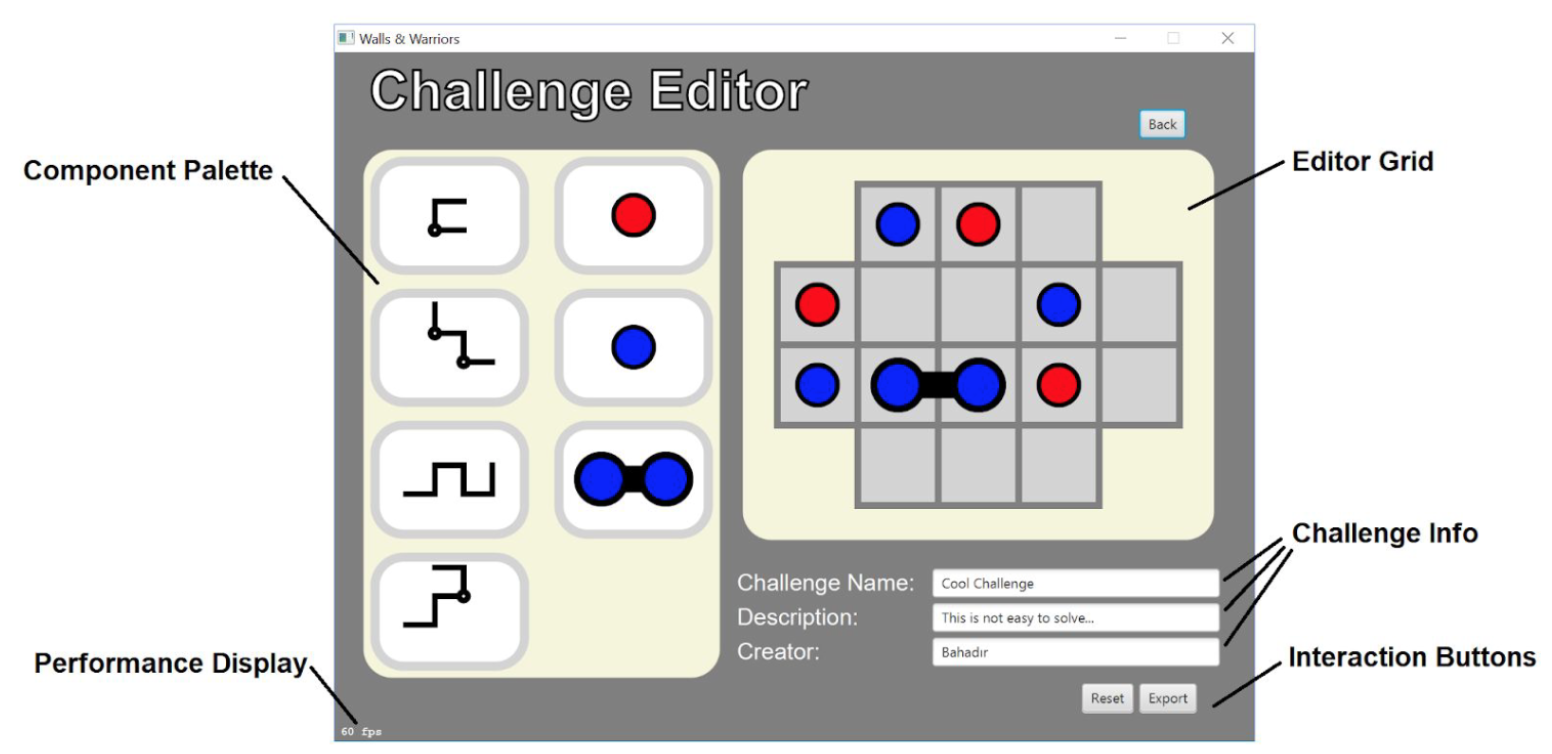 Walls & Warriors
Challenge Editor
Back
Component Palette
Editor Grid
Challenge Info
Challenge Name: Cool Challenge
Description: This is not easy to solve...
Creator: Bahadır
Performance Display
Interaction Buttons
Reset Export
60 fps